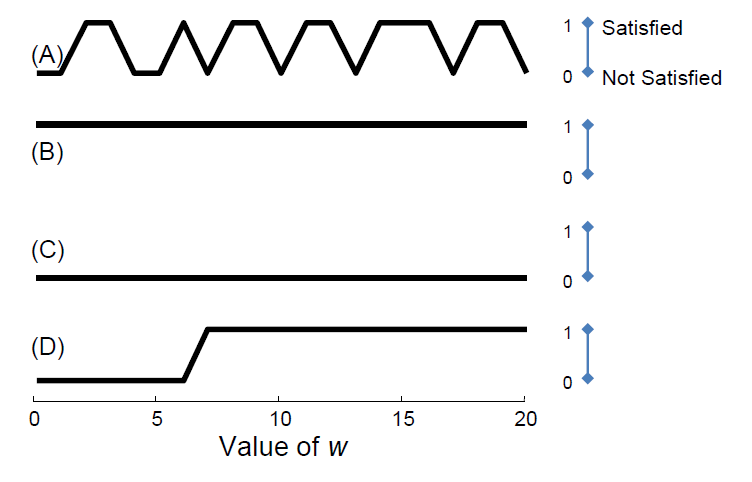 (A)
1 Satisfied
0 Not Satisfied
(B)
1
0
(C)
1
0
(D)
1
0
0 5 10 15 20
Value of w